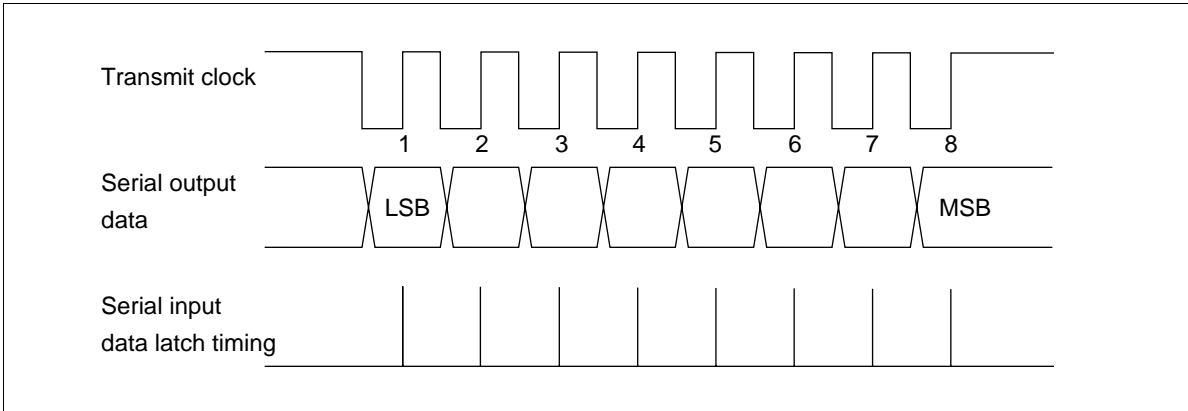 Transmit clock
1 2 3 4 5 6 7 8
Serial output
data
LSB MSB
Serial input
data latch timing